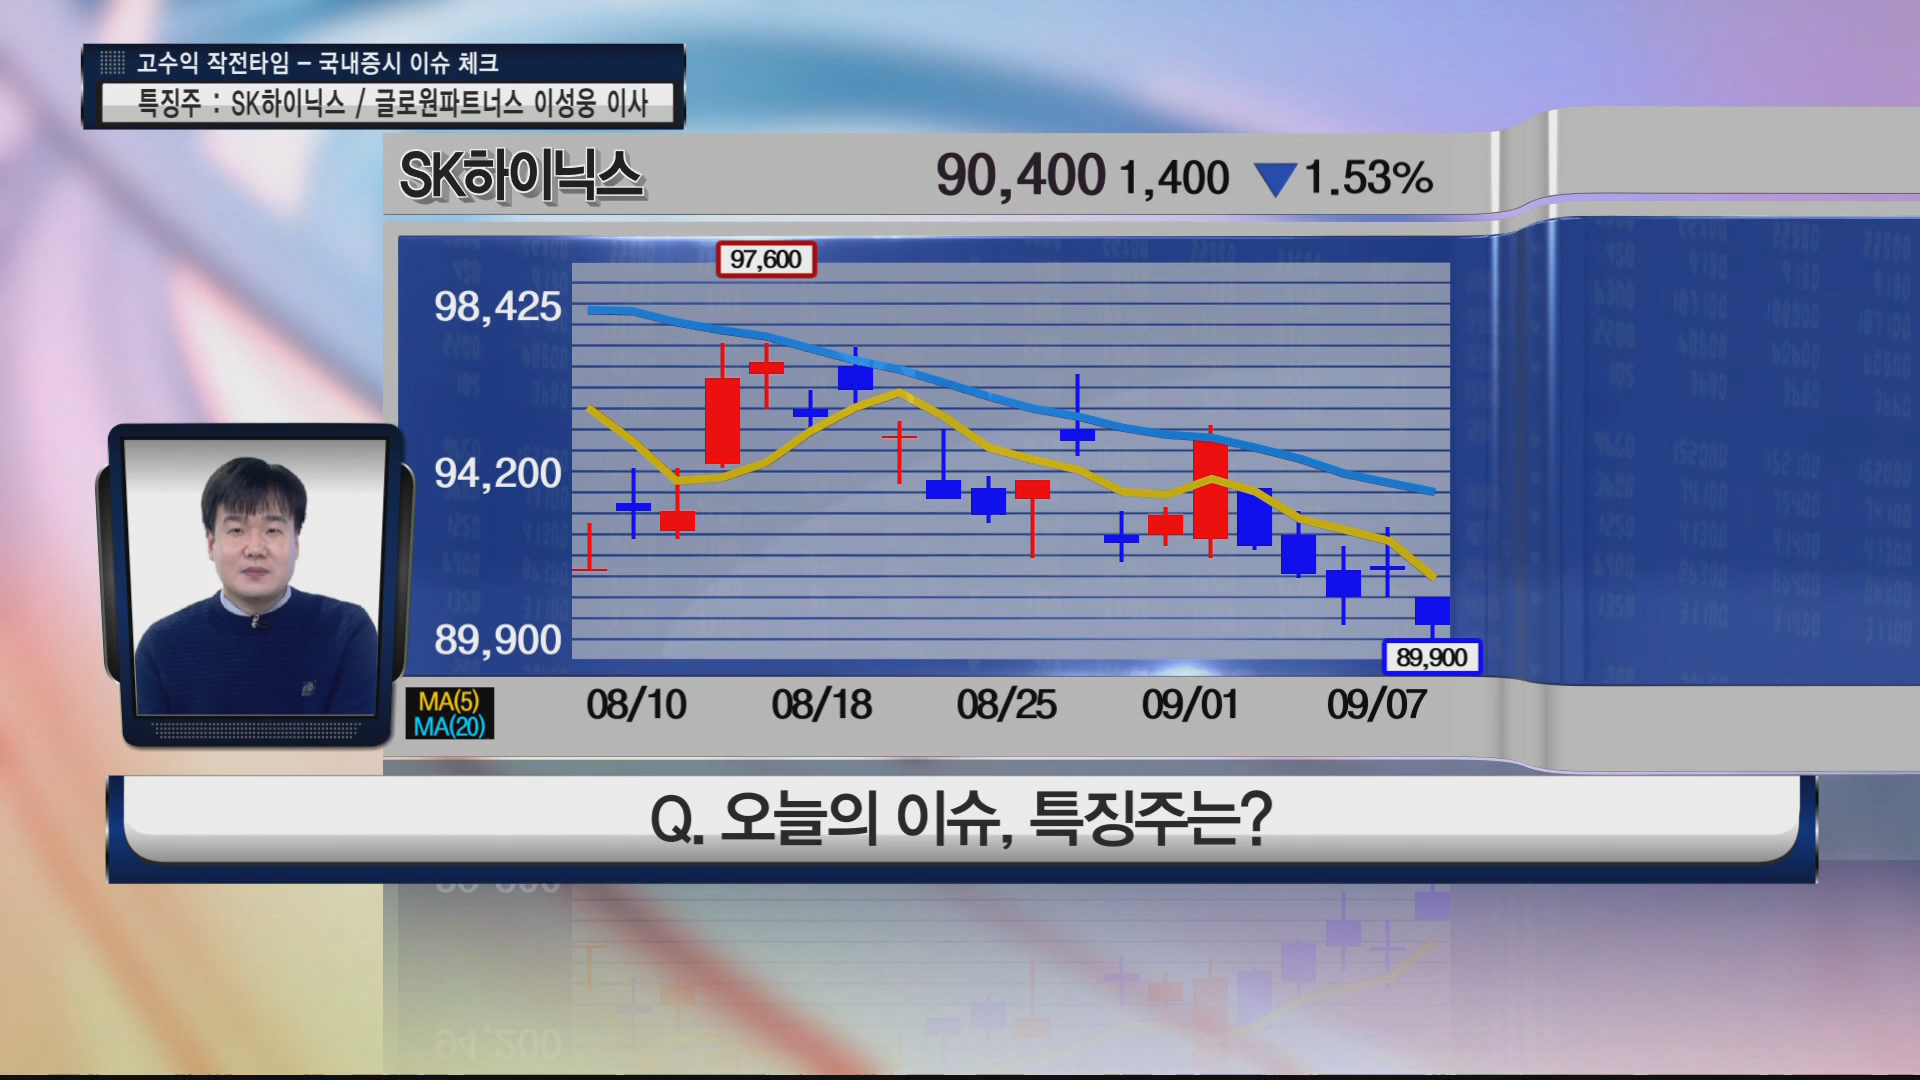 고수익 작전타임 - 국내증시 이슈 체크
특징주 : SK하이닉스 / 글로원파트너스 이성웅 이사
SK하이닉스 90,400 1,400 ▼1.53%
97,600
98,425
94,200
89,900
89,900
MA(5)
MA(20)
08/10 08/18 08/25 09/01 09/07
Q. 오늘의 이슈, 특징주는?